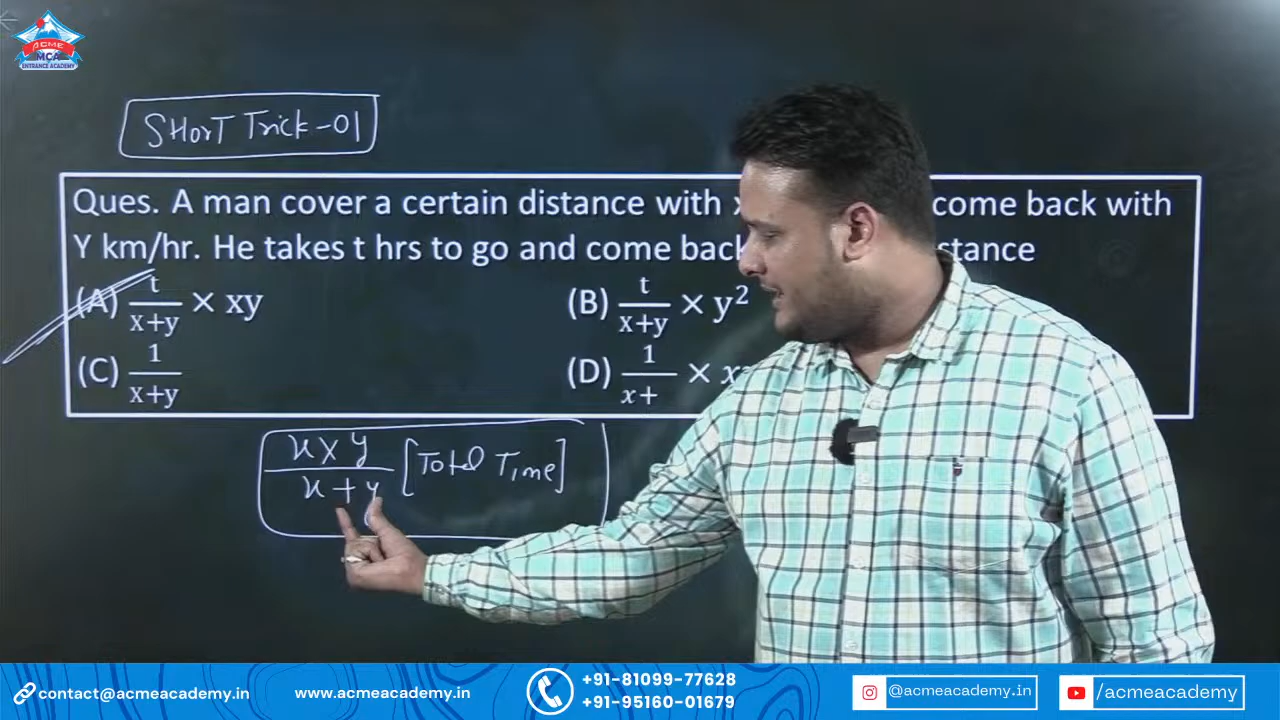 ACME
MCA
ENTRANCE ACADEMY
SHorT Trick-01
Ques. A man cover a certain distance with come back with
Y km/hr. He takes t hrs to go and come back
(A) t/x+y × xy
(B) t/x+y × y²
(C) 1/x+y
(D) 1/x+ ×
x × y / x + y [Total Time]
contact@acmeacademy.in
www.acmeacademy.in
+91-81099-77628
+91-95160-01679
@acmeacademy.in
/acmeacademy